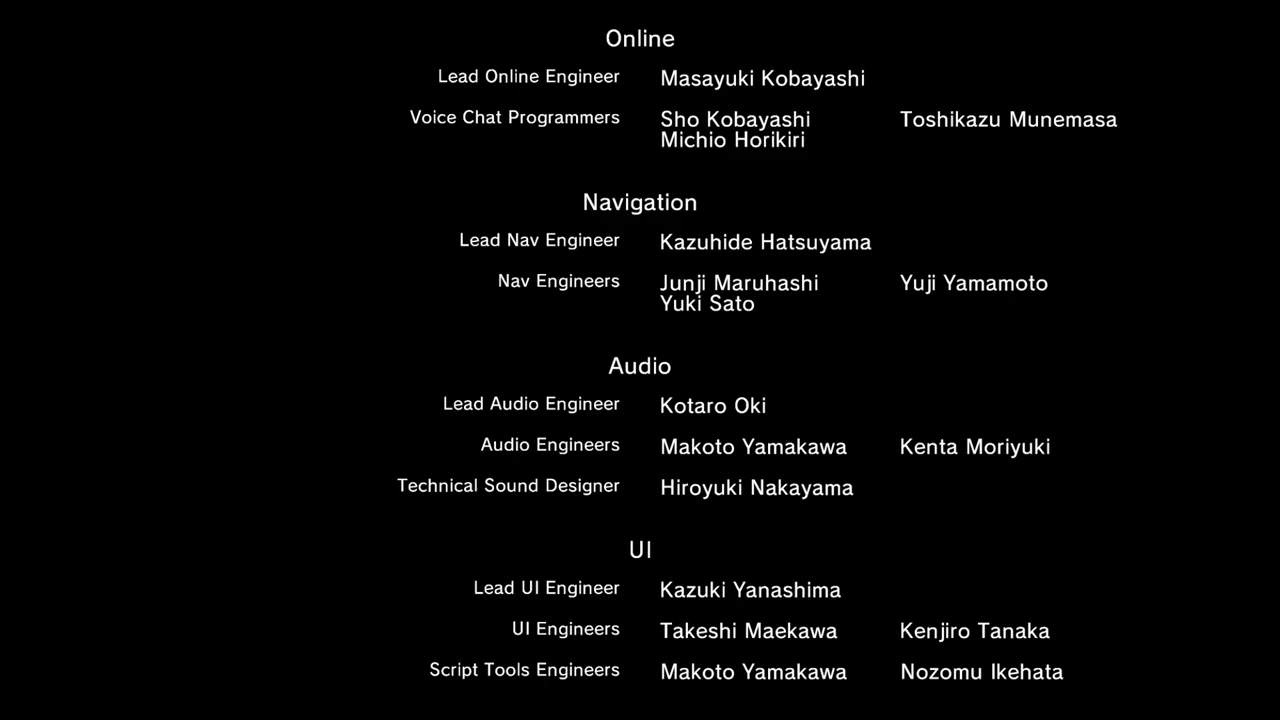 Online
Lead Online Engineer Masayuki Kobayashi
Voice Chat Programmers Sho Kobayashi Toshikazu Munemasa
Michio Horikiri
Navigation
Lead Nav Engineer Kazuhide Hatsuyama
Nav Engineers Junji Maruhashi Yuji Yamamoto
Yuki Sato
Audio
Lead Audio Engineer Kotaro Oki
Audio Engineers Makoto Yamakawa Kenta Moriyuki
Technical Sound Designer Hiroyuki Nakayama
UI
Lead UI Engineer Kazuki Yanashima
UI Engineers Takeshi Maekawa Kenjiro Tanaka
Script Tools Engineers Makoto Yamakawa Nozomu Ikehata